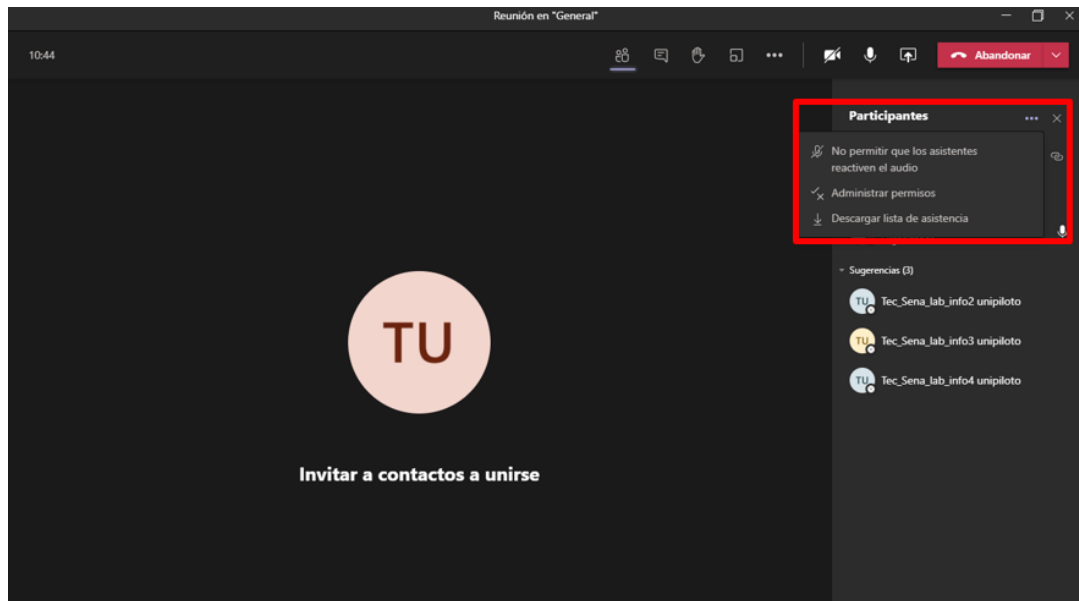 Reunión en "General"
10:44
Abandonar
Participantes
No permitir que los asistentes
reactiven el audio
Administrar permisos
Descargar lista de asistencia
Sugerencias (3)
TU Tec_Sena_lab_info2 unipiloto
TU Tec_Sena_lab_info3 unipiloto
TU Tec_Sena_lab_info4 unipiloto
TU
Invitar a contactos a unirse